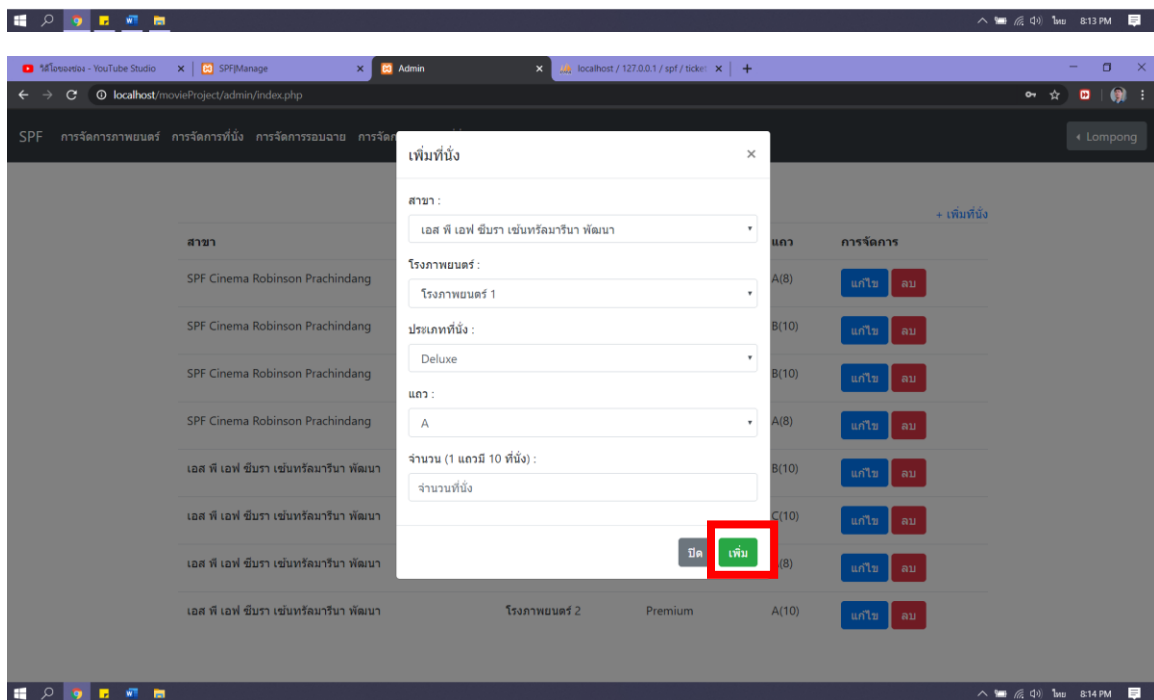 ไทย 8:13 PM
วิดีโอของช่อง - YouTube Studio SPF|Manage Admin localhost / 127.0.0.1 / spf / ticket
localhost/movieProject/admin/index.php
SPF การจัดการภาพยนตร์ การจัดการที่นั่ง การจัดการรอบฉาย Lompong
เพิ่มที่นั่ง
สาขา :
+ เพิ่มที่นั่ง
เอส พี เอฟ ซีบรา เซ้นทรัลมารีนา พัฒนา
สาขา แถว การจัดการ
โรงภาพยนตร์ :
SPF Cinema Robinson Prachindang A(8) แก้ไข ลบ
โรงภาพยนตร์ 1
SPF Cinema Robinson Prachindang B(10) แก้ไข ลบ
ประเภทที่นั่ง :
Deluxe
SPF Cinema Robinson Prachindang B(10) แก้ไข ลบ
แถว :
SPF Cinema Robinson Prachindang A(8) แก้ไข ลบ
A
จำนวน (1 แถวมี 10 ที่นั่ง) :
เอส พี เอฟ ซีบรา เซ้นทรัลมารีนา พัฒนา B(10) แก้ไข ลบ
จำนวนที่นั่ง
เอส พี เอฟ ซีบรา เซ้นทรัลมารีนา พัฒนา C(10) แก้ไข ลบ
ปิด เพิ่ม
เอส พี เอฟ ซีบรา เซ้นทรัลมารีนา พัฒนา (8) แก้ไข ลบ
เอส พี เอฟ ซีบรา เซ้นทรัลมารีนา พัฒนา โรงภาพยนตร์ 2 Premium A(10) แก้ไข ลบ
ไทย 8:14 PM